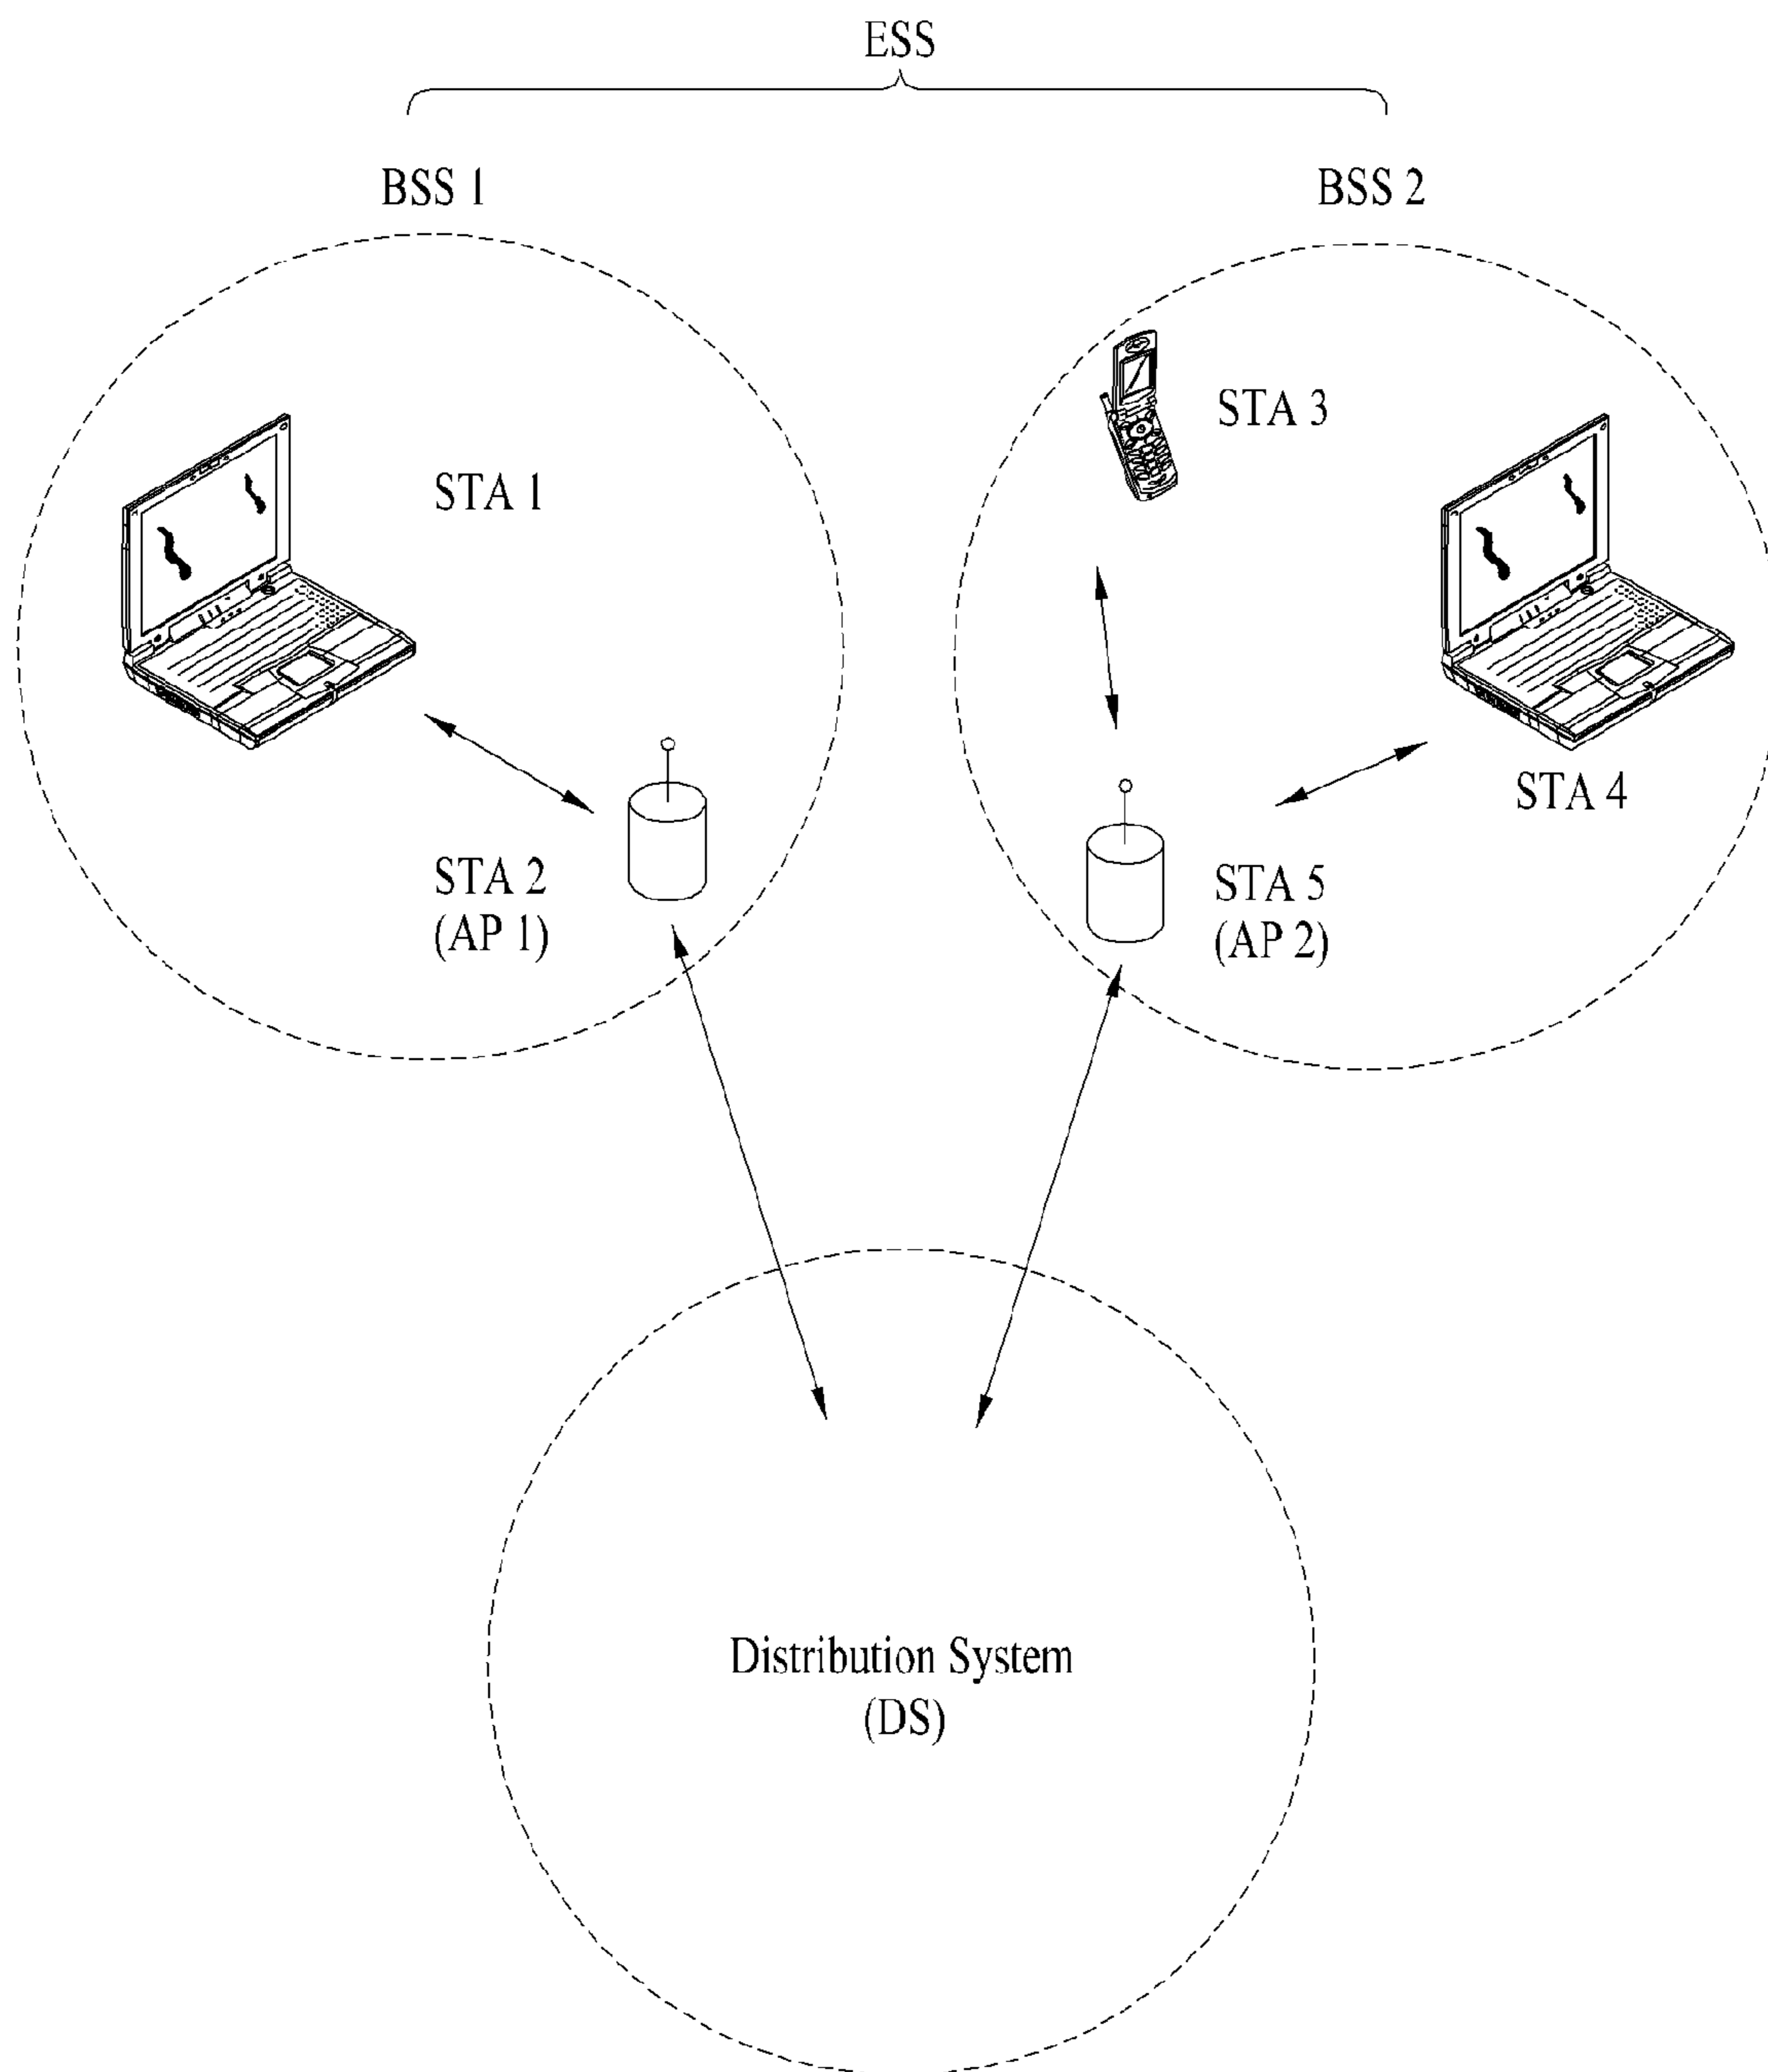 ESS
BSS 1
BSS 2
STA 3
STA 1
STA 4
STA 2
(AP 1)
STA 5
(AP 2)
Distribution System
(DS)